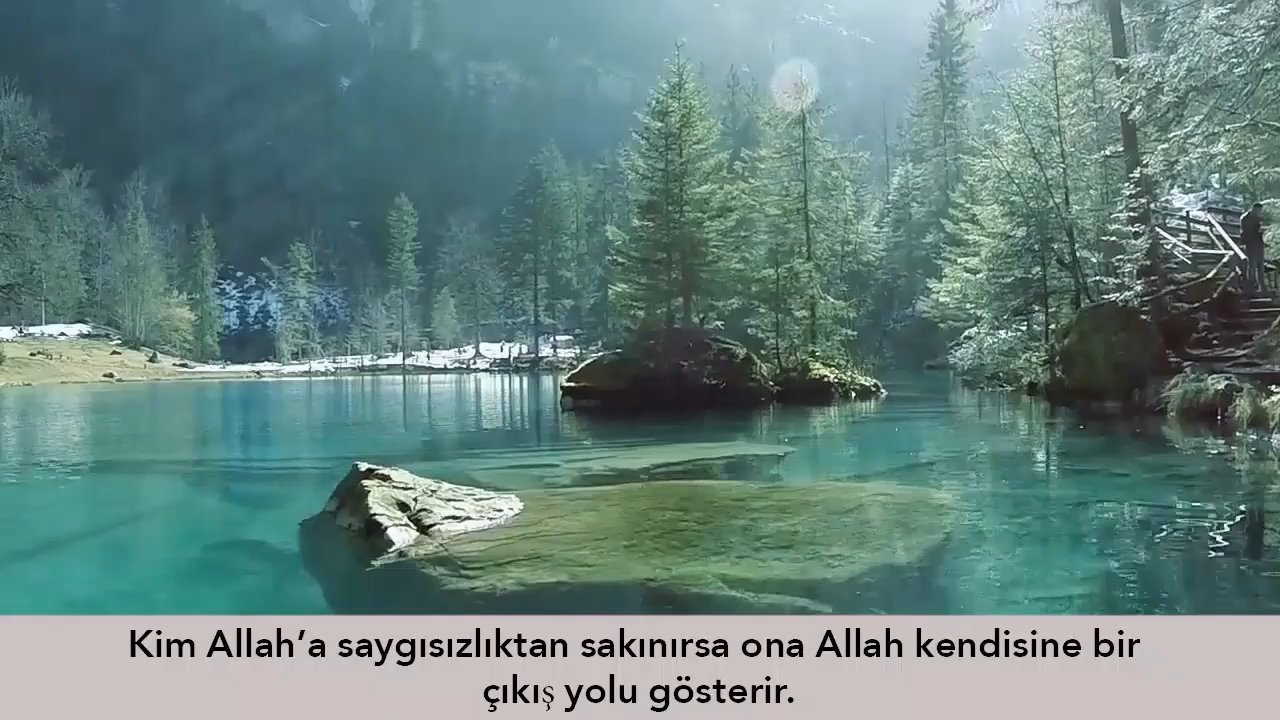 Kim Allah’a saygısızlıktan sakınırsa ona Allah kendisine bir
çıkış yolu gösterir.